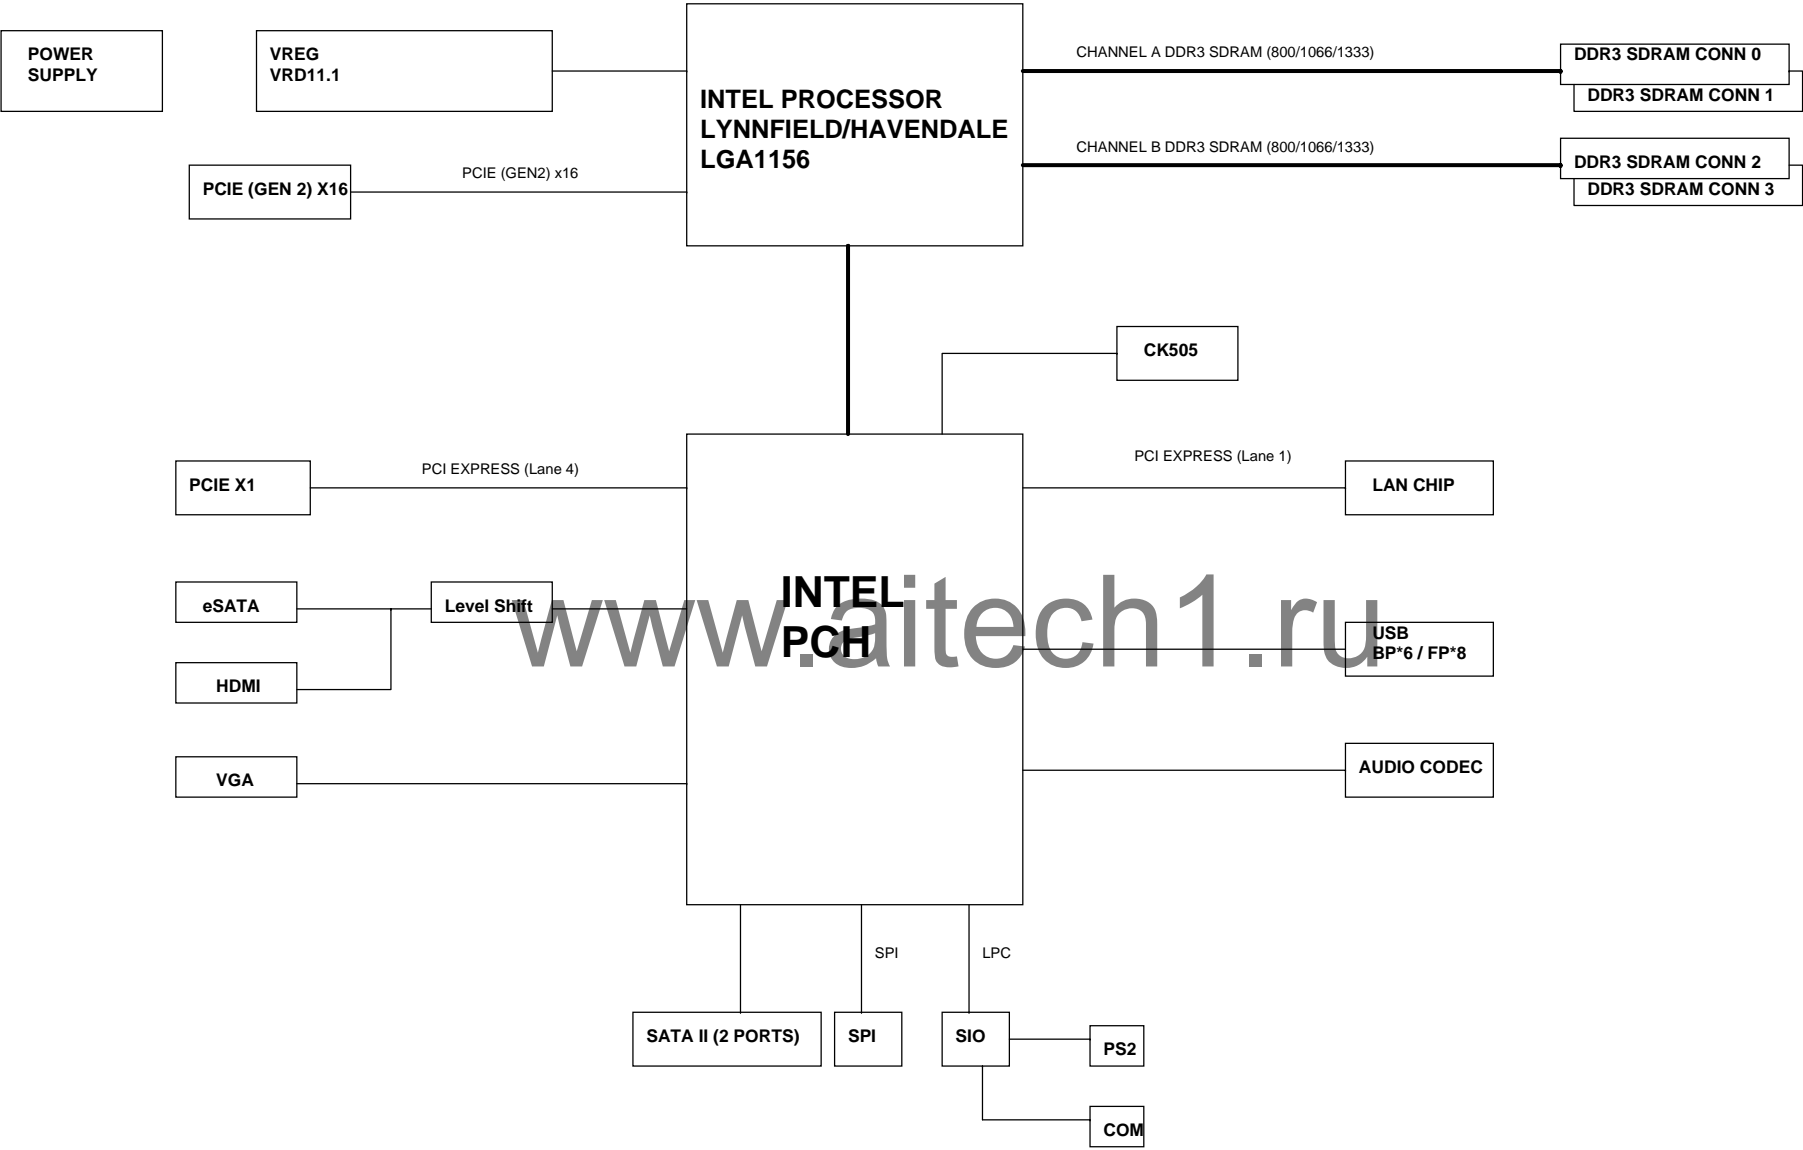 POWER
SUPPLY
VREG
VRD11.1
INTEL PROCESSOR
LYNNFIELD/HAVENDALE
LGA1156
CHANNEL A DDR3 SDRAM (800/1066/1333)
DDR3 SDRAM CONN 0
DDR3 SDRAM CONN 1
CHANNEL B DDR3 SDRAM (800/1066/1333)
DDR3 SDRAM CONN 2
DDR3 SDRAM CONN 3
PCIE (GEN 2) X16
PCIE (GEN2) x16
CK505
PCIE X1
PCI EXPRESS (Lane 4)
PCI EXPRESS (Lane 1)
LAN CHIP
eSATA
Level Shift
INTEL
PCH
www.aitech1.ru
USB
BP*6 / FP*8
HDMI
VGA
AUDIO CODEC
SPI
LPC
SATA II (2 PORTS)
SPI
SIO
PS2
COM